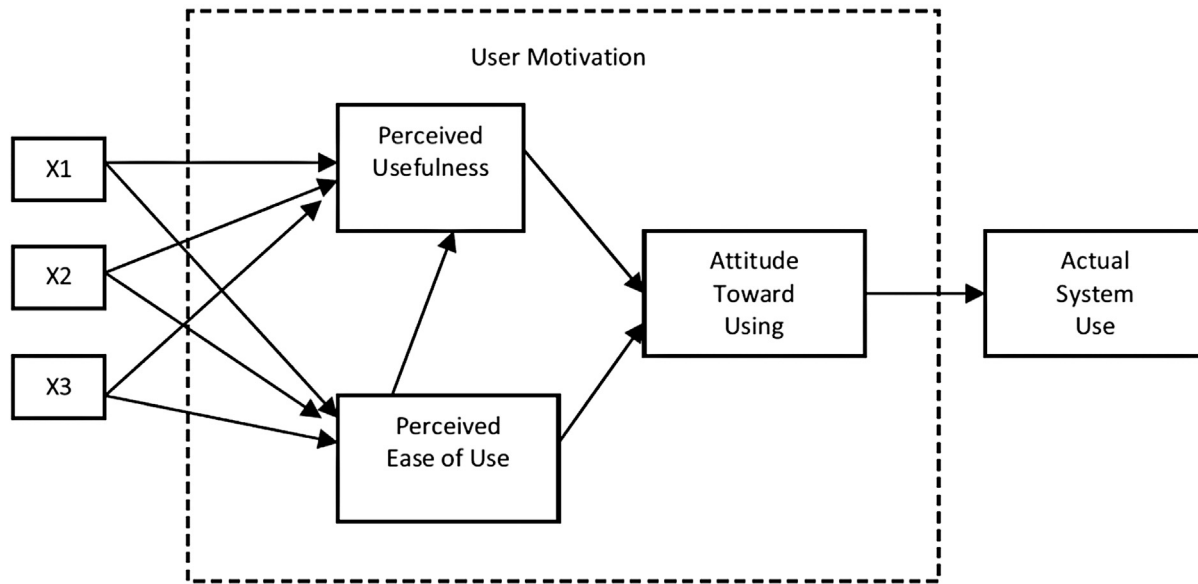 User Motivation
X1
X2
X3
Perceived
Usefulness
Perceived
Ease of Use
Attitude
Toward
Using
Actual
System
Use